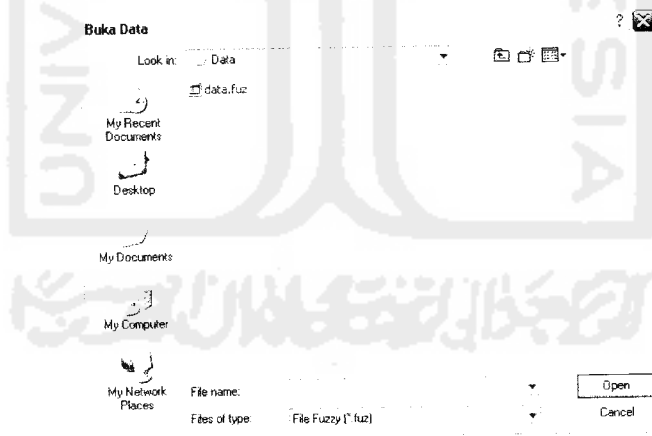 Buka Data
?
Look in: Data
data.fuz
My Recent
Documents
Desktop
My Documents
My Computer
My Network
Places
File name:
Files of type: File Fuzzy (*.fuz)
Open
Cancel